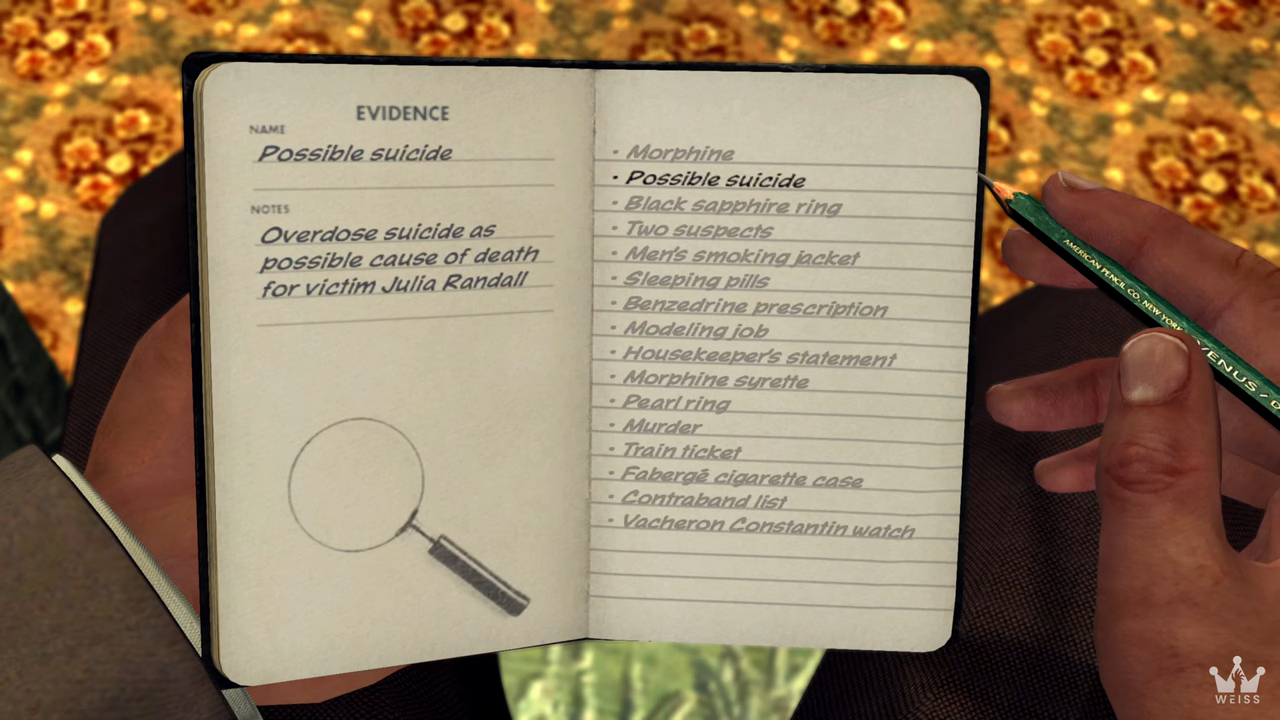 EVIDENCE
NAME
Possible suicide
NOTES
Overdose suicide as
possible cause of death
for victim Julia Randall
• Morphine
• Possible suicide
• Black sapphire ring
• Two suspects
• Men's smoking jacket
• Sleeping pills
• Benzedrine prescription
• Modeling job
• Housekeeper's statement
• Morphine syrette
• Pearl ring
• Murder
• Train ticket
• Fabergé cigarette case
• Contraband list
• Vacheron Constantin watch
AMERICAN PENCIL CO. NEW YORK
VENUS
WEISS